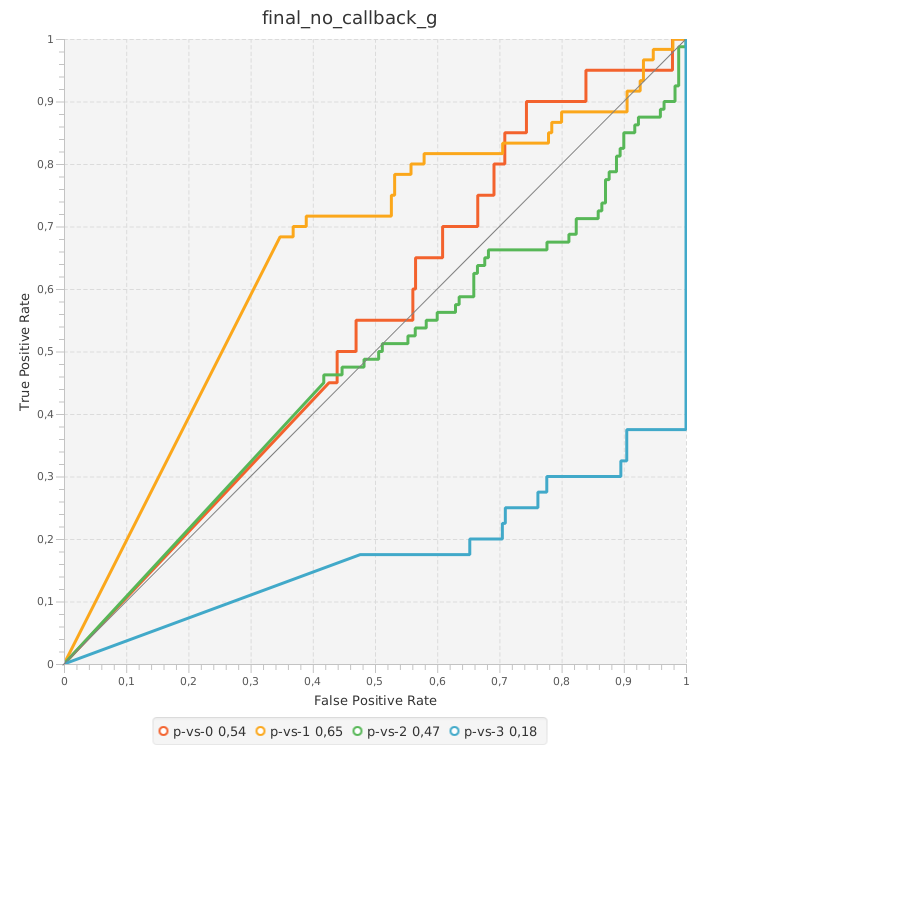 final_no_callback_g
1
0,9
0,8
0,7
0,6
0,5
0,4
0,3
0,2
0,1
0
True Positive Rate
0 0,1 0,2 0,3 0,4 0,5 0,6 0,7 0,8 0,9 1
False Positive Rate
p-vs-0 0,54 p-vs-1 0,65 p-vs-2 0,47 p-vs-3 0,18